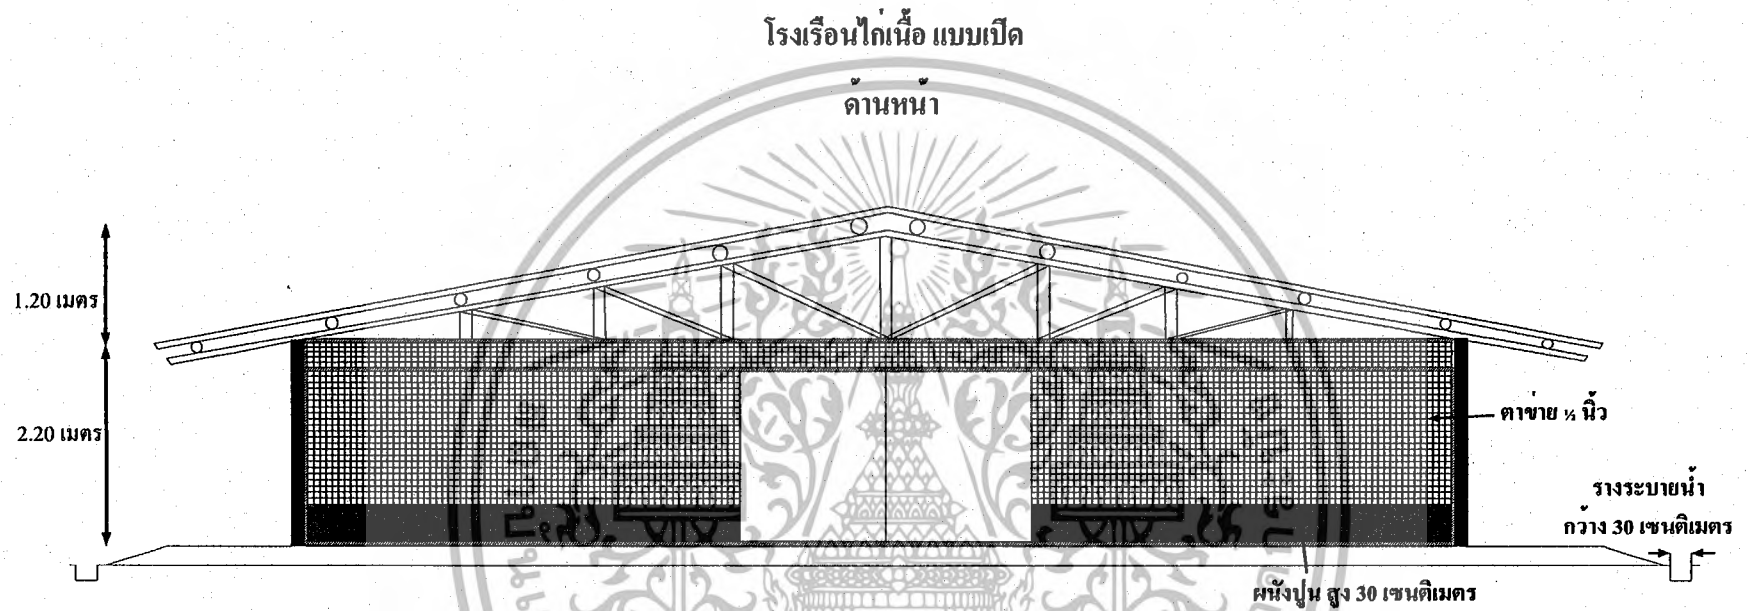 โรงเรือนไก่เนื้อ แบบเปิด
ด้านหน้า
1.20 เมตร
2.20 เมตร
ตาข่าย ½ นิ้ว
รางระบายน้ำ
กว้าง 30 เซนติเมตร
ผนังปูน สูง 30 เซนติเมตร